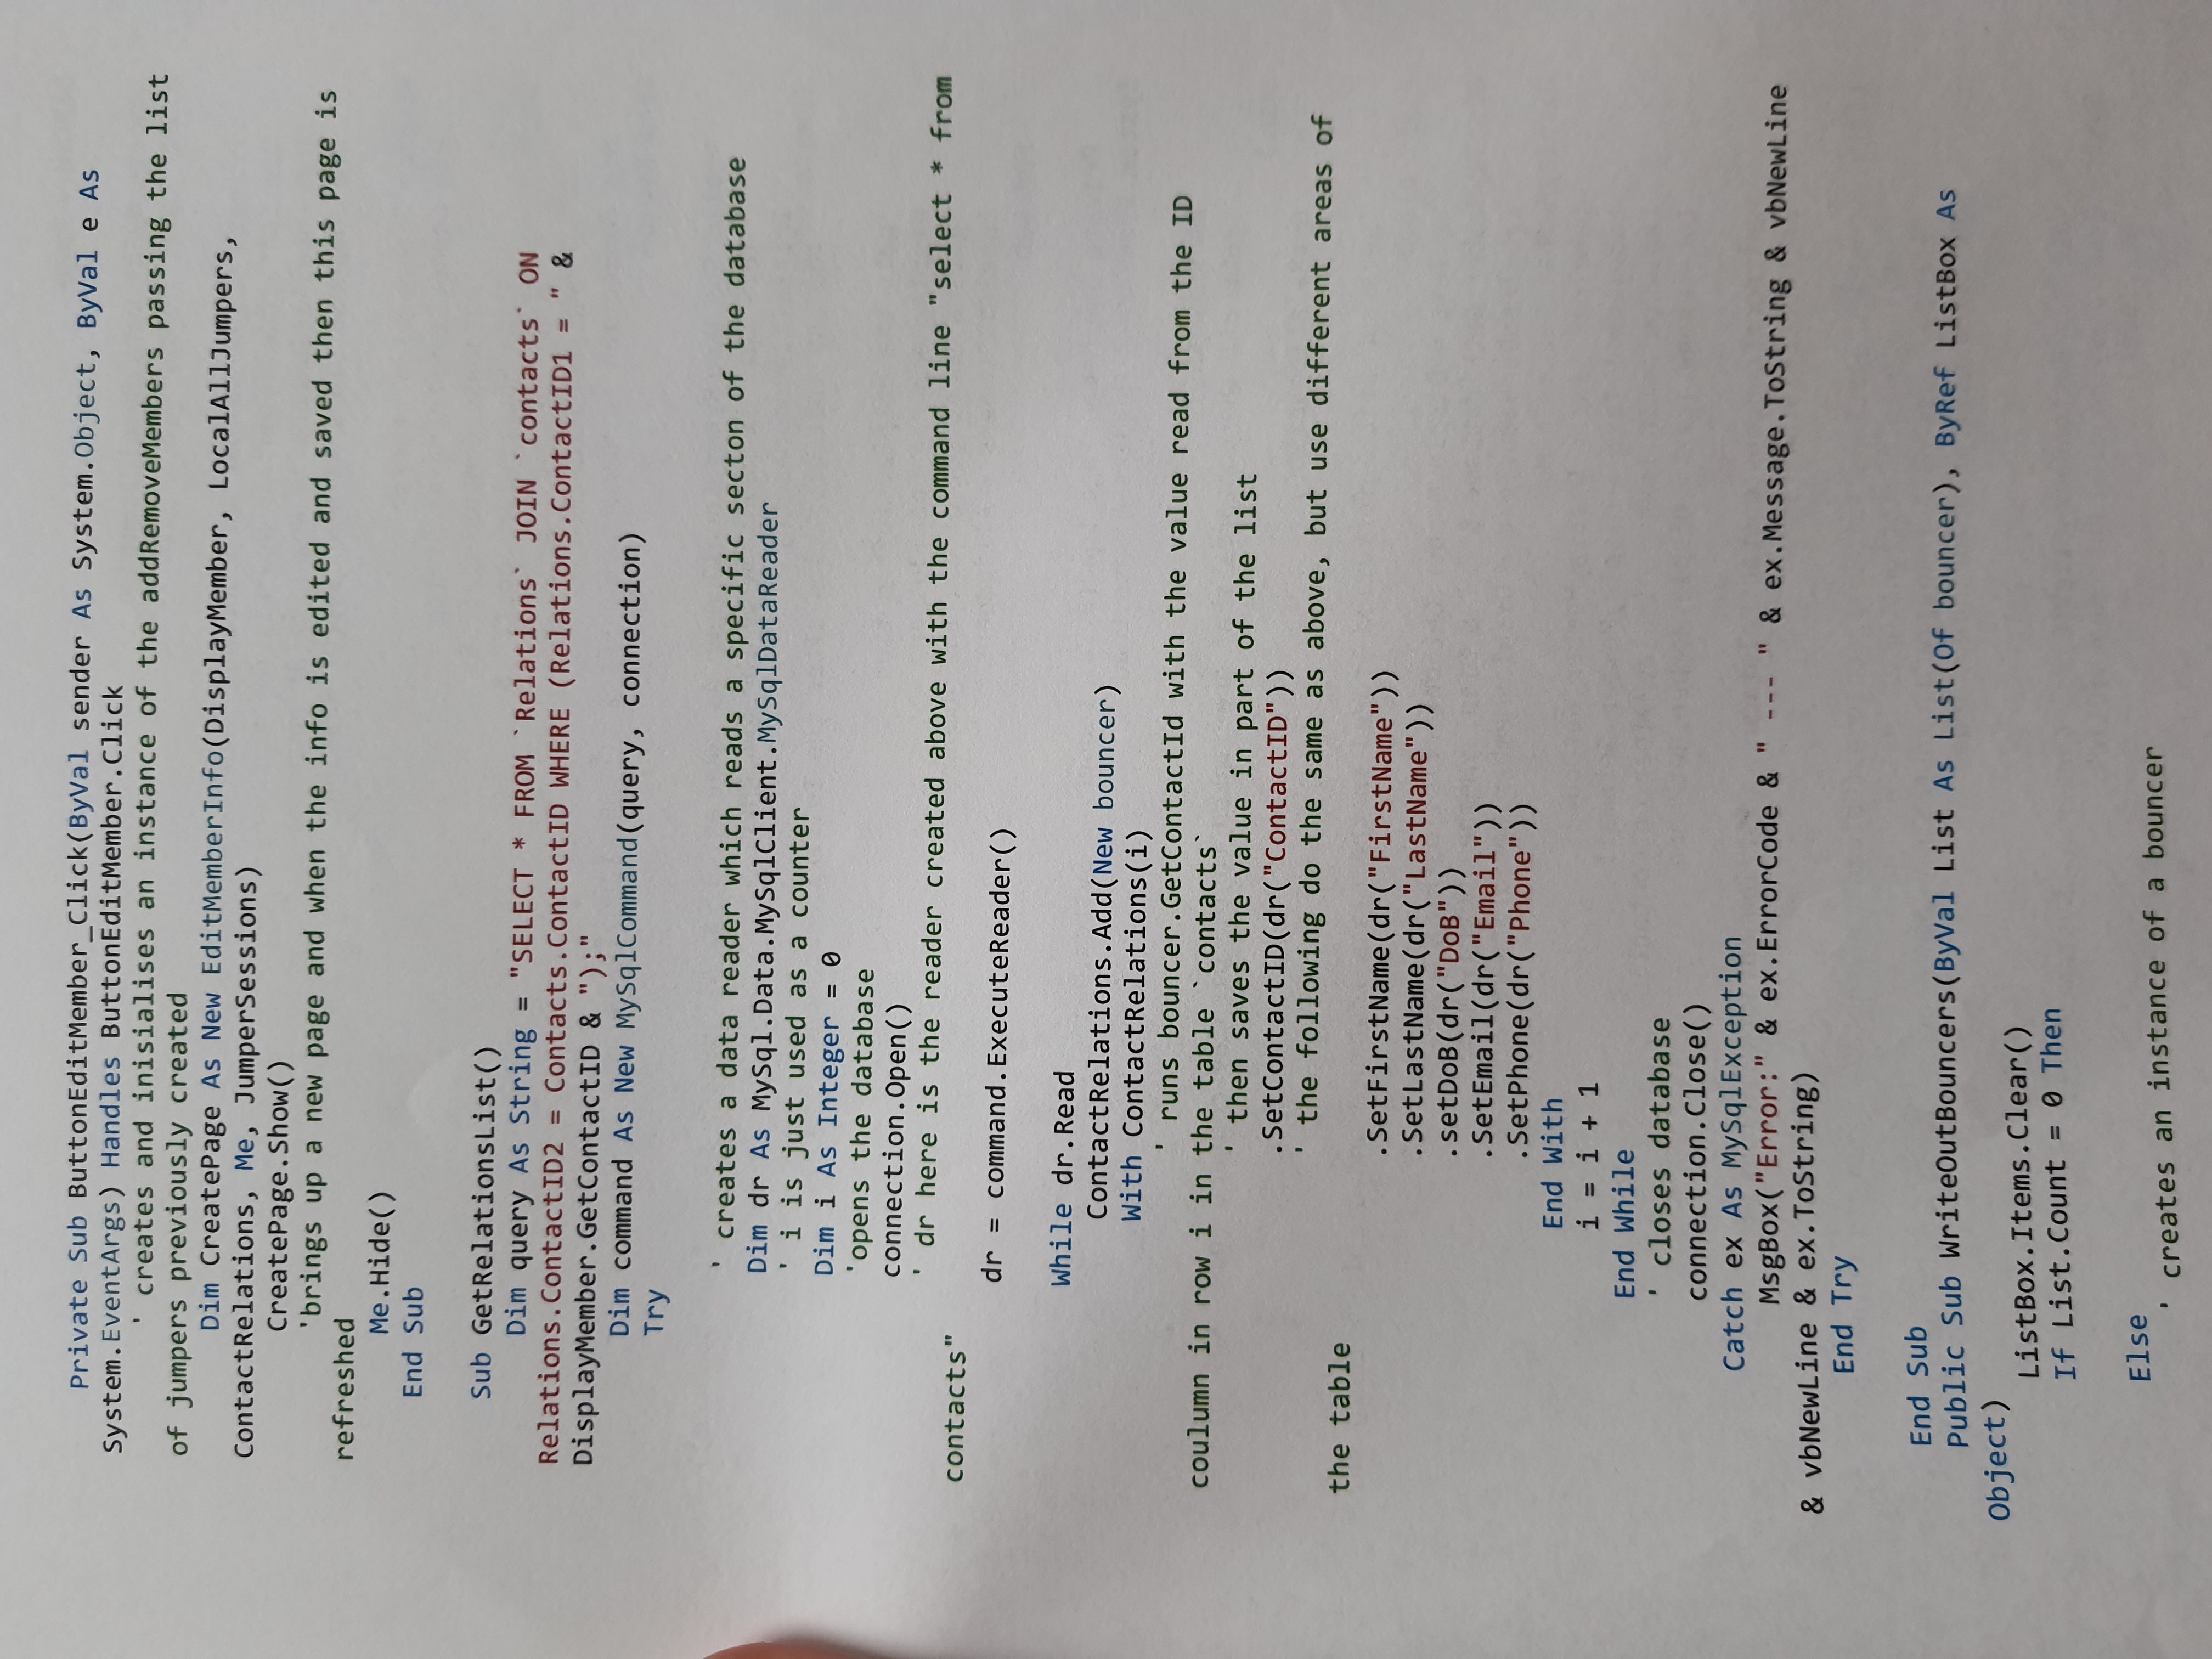 Private Sub ButtonEditMember_Click(ByVal sender As System.Object, ByVal e As
System.EventArgs) Handles ButtonEditMember.Click
' creates and inisialises an instance of the addRemoveMembers passing the list
of jumpers previously created
Dim CreatePage As New EditMemberInfo(DisplayMember, LocalAllJumpers,
ContactRelations, Me, JumperSessions)
CreatePage.Show()
'brings up a new page and when the info is edited and saved then this page is
refreshed
Me.Hide()
End Sub
Sub GetRelationsList()
Dim query As String = "SELECT * FROM `Relations` JOIN `contacts` ON
Relations.ContactID2 = Contacts.ContactID WHERE (Relations.ContactID1 = " &
DisplayMember.GetContactID & ");"
Dim command As New MySqlCommand(query, connection)
Try
' creates a data reader which reads a specific secton of the database
Dim dr As MySql.Data.MySqlClient.MySqlDataReader
' i is just used as a counter
Dim i As Integer = 0
'opens the database
connection.Open()
' dr here is the reader created above with the command line "select * from
contacts"
dr = command.ExecuteReader()
While dr.Read
ContactRelations.Add(New bouncer)
With ContactRelations(i)
' runs bouncer.GetContactId with the value read from the ID
coulumn in row i in the table `contacts`
' then saves the value in part of the list
.SetContactID(dr("ContactID"))
' the following do the same as above, but use different areas of
the table
.SetFirstName(dr("FirstName"))
.SetLastName(dr("LastName"))
.setDoB(dr("DoB"))
.SetEmail(dr("Email"))
.SetPhone(dr("Phone"))
End With
i = i + 1
End While
' closes database
connection.Close()
Catch ex As MySqlException
MsgBox("Error:" & ex.ErrorCode & " --- " & ex.Message.ToString & vbNewLine
& vbNewLine & ex.ToString)
End Try
End Sub
Public Sub WriteOutBouncers(ByVal List As List(Of bouncer), ByRef ListBox As
Object)
ListBox.Items.Clear()
If List.Count = 0 Then
Else
' creates an instance of a bouncer